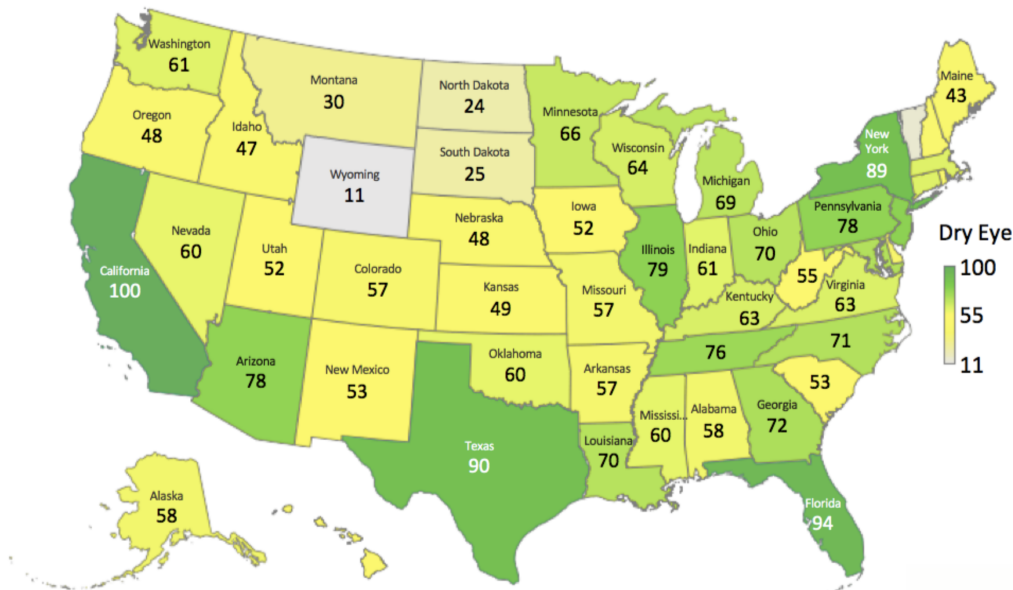 Washington
61
Oregon
48
Idaho
47
Montana
30
North Dakota
24
South Dakota
25
Wyoming
11
Minnesota
66
Wisconsin
64
Michigan
69
Maine
43
New
York
89
Pennsylvania
78
California
100
Nevada
60
Utah
52
Colorado
57
Nebraska
48
Kansas
49
Iowa
52
Missouri
57
Illinois
79
Indiana
61
Ohio
70
55
Virginia
63
Kentucky
63
76
71
Arizona
78
New Mexico
53
Oklahoma
60
Arkansas
57
Mississi...
60
Alabama
58
Georgia
72
53
Texas
90
Louisiana
70
Florida
94
Alaska
58
Dry Eye
100
55
11